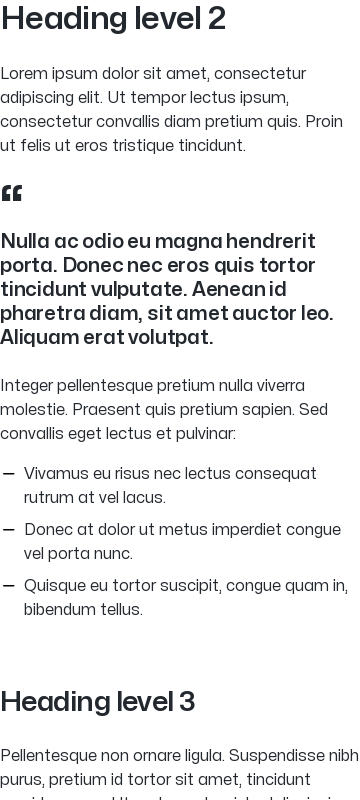 Heading level 2
Lorem ipsum dolor sit amet, consectetur
adipiscing elit. Ut tempor lectus ipsum,
consectetur convallis diam pretium quis. Proin
ut felis ut eros tristique tincidunt.
“
Nulla ac odio eu magna hendrerit
porta. Donec nec eros quis tortor
tincidunt vulputate. Aenean id
pharetra diam, sit amet auctor leo.
Aliquam erat volutpat.
Integer pellentesque pretium nulla viverra
molestie. Praesent quis pretium sapien. Sed
convallis eget lectus et pulvinar:
— Vivamus eu risus nec lectus consequat
rutrum at vel lacus.
— Donec at dolor ut metus imperdiet congue
vel porta nunc.
— Quisque eu tortor suscipit, congue quam in,
bibendum tellus.
Heading level 3
Pellentesque non ornare ligula. Suspendisse nibh
purus, pretium id tortor sit amet, tincidunt